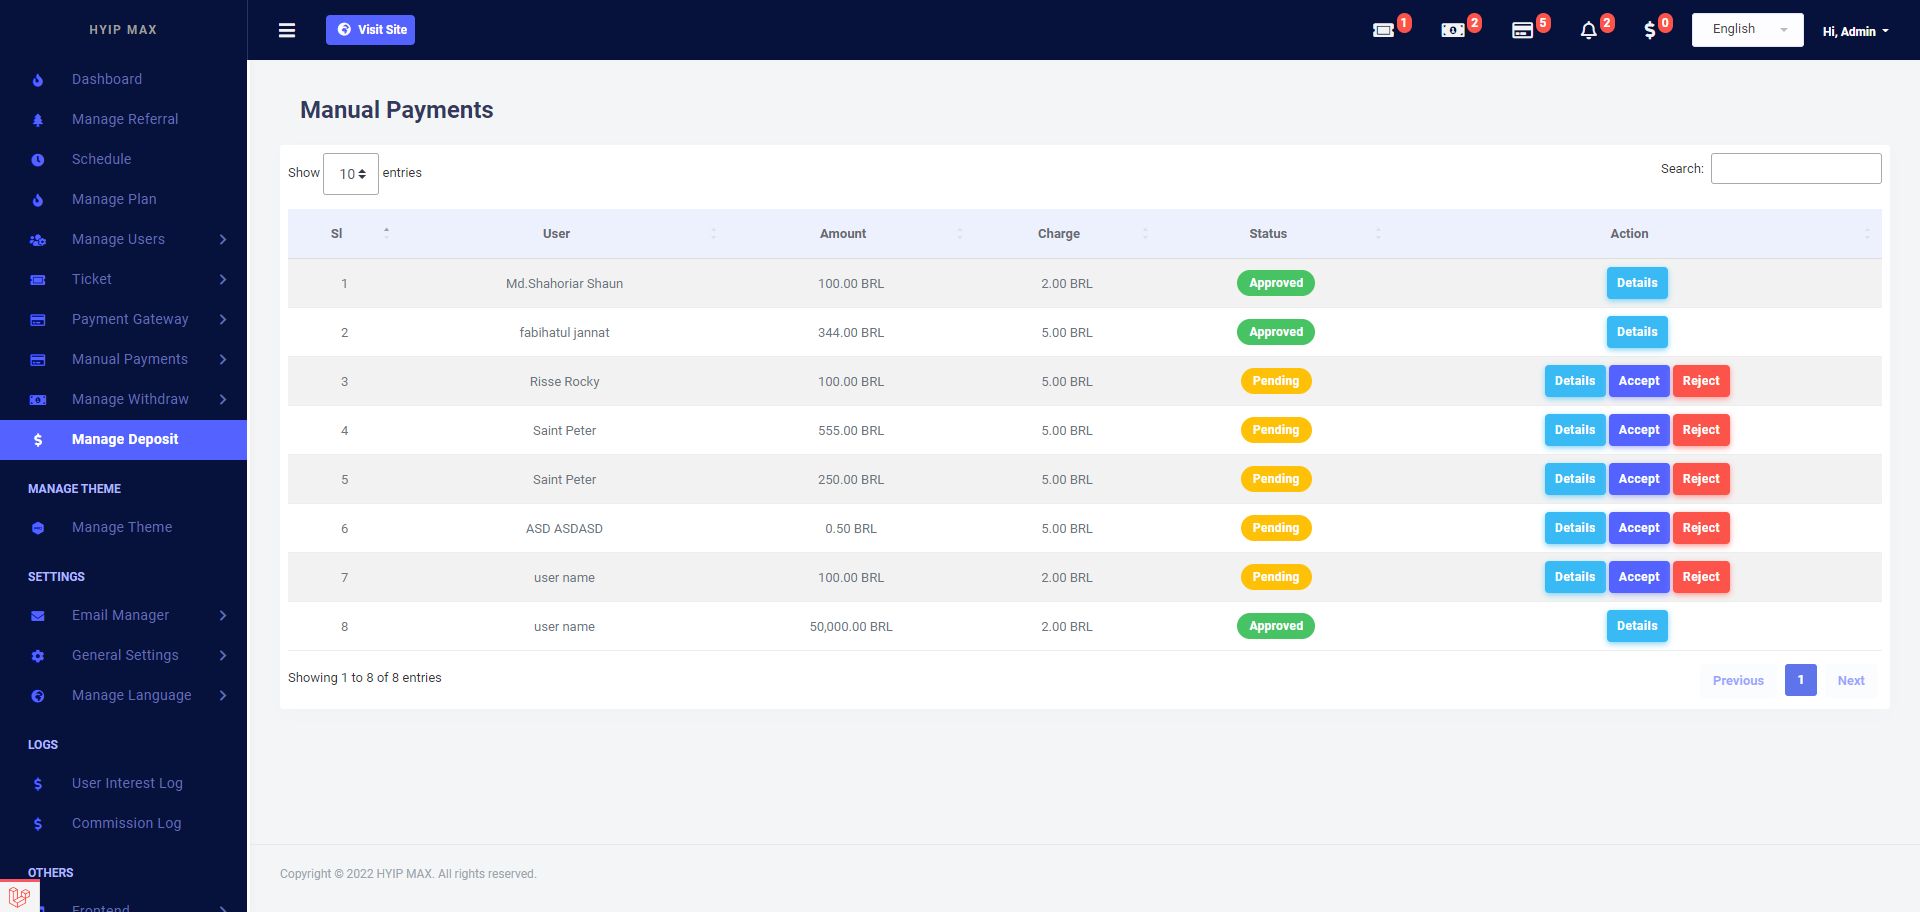 HYIP MAX
Visit Site
1
2
5
2
0
English
Hi, Admin
Dashboard
Manage Referral
Schedule
Manage Plan
Manage Users
Ticket
Payment Gateway
Manual Payments
Manage Withdraw
Manage Deposit
MANAGE THEME
Manage Theme
SETTINGS
Email Manager
General Settings
Manage Language
LOGS
User Interest Log
Commission Log
OTHERS
Frontend
Manual Payments
Show 10 entries
Search:
Sl User Amount Charge Status Action
1 Md.Shahoriar Shaun 100.00 BRL 2.00 BRL Approved Details
2 fabihatul jannat 344.00 BRL 5.00 BRL Approved Details
3 Risse Rocky 100.00 BRL 5.00 BRL Pending Details Accept Reject
4 Saint Peter 555.00 BRL 5.00 BRL Pending Details Accept Reject
5 Saint Peter 250.00 BRL 5.00 BRL Pending Details Accept Reject
6 ASD ASDASD 0.50 BRL 5.00 BRL Pending Details Accept Reject
7 user name 100.00 BRL 2.00 BRL Pending Details Accept Reject
8 user name 50,000.00 BRL 2.00 BRL Approved Details
Showing 1 to 8 of 8 entries
Previous 1 Next
Copyright © 2022 HYIP MAX. All rights reserved.